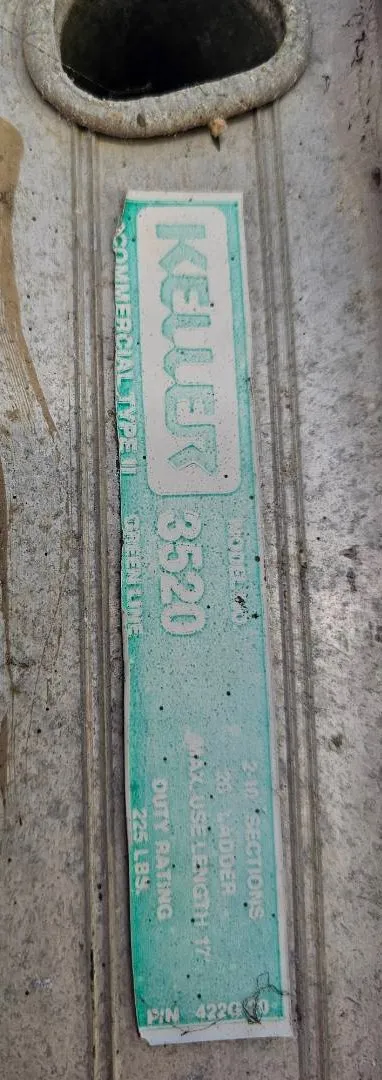 KELLER
COMMERCIAL TYPE II
MODEL NO
3520
GREEN LINE
2-10' SECTIONS
20' LADDER
MAX. USE LENGTH 17'
DUTY RATING
225 LBS.
P/N